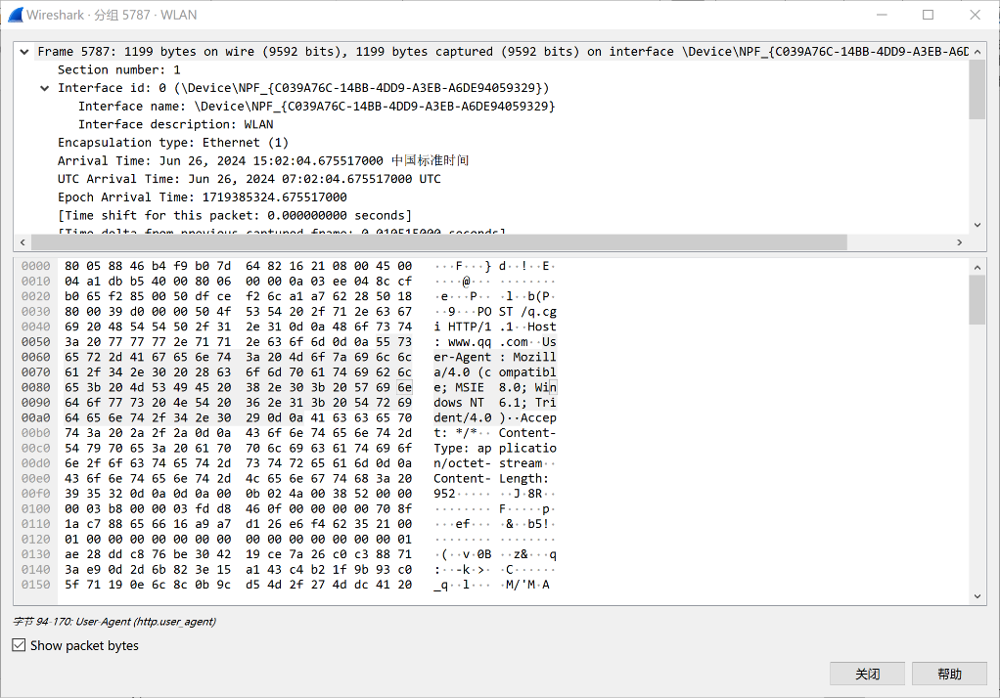 Wireshark · 分组 5787 · WLAN
Frame 5787: 1199 bytes on wire (9592 bits), 1199 bytes captured (9592 bits) on interface \Device\NPF_{C039A76C-14BB-4DD9-A3EB-A6D
Section number: 1
Interface id: 0 (\Device\NPF_{C039A76C-14BB-4DD9-A3EB-A6DE94059329})
Interface name: \Device\NPF_{C039A76C-14BB-4DD9-A3EB-A6DE94059329}
Interface description: WLAN
Encapsulation type: Ethernet (1)
Arrival Time: Jun 26, 2024 15:02:04.675517000 中国标准时间
UTC Arrival Time: Jun 26, 2024 07:02:04.675517000 UTC
Epoch Arrival Time: 1719385324.675517000
[Time shift for this packet: 0.000000000 seconds]
[Time delta from previous captured frame: 0.010515000 seconds]
0000 80 05 88 46 b4 f9 b0 7d 64 82 16 21 08 00 45 00 ···F···} d··!··E·
0010 04 a1 db b5 40 00 80 06 00 00 0a 03 ee 04 8c cf ····@··· ········
0020 b0 65 f2 85 00 50 df ce f2 6c a1 a7 62 28 50 18 ·e···P·· ·l··b(P·
0030 80 00 39 d0 00 00 50 4f 53 54 20 2f 71 2e 63 67 ··9···PO ST /q.cg
0040 69 20 48 54 54 50 2f 31 2e 31 0d 0a 48 6f 73 74 i HTTP/1 .1··Host
0050 3a 20 77 77 77 2e 71 71 2e 63 6f 6d 0d 0a 55 73 : www.qq .com··Us
0060 65 72 2d 41 67 65 6e 74 3a 20 4d 6f 7a 69 6c 6c er-Agent : Mozill
0070 61 2f 34 2e 30 20 28 63 6f 6d 70 61 74 69 62 6c a/4.0 (c ompatibl
0080 65 3b 20 4d 53 49 45 20 38 2e 30 3b 20 57 69 6e e; MSIE 8.0; Win
0090 64 6f 77 73 20 4e 54 20 36 2e 31 3b 20 54 72 69 dows NT 6.1; Tri
00a0 64 65 6e 74 2f 34 2e 30 29 0d 0a 41 63 63 65 70 dent/4.0 )··Accep
00b0 74 3a 20 2a 2f 2a 0d 0a 43 6f 6e 74 65 6e 74 2d t: */*·· Content-
00c0 54 79 70 65 3a 20 61 70 70 6c 69 63 61 74 69 6f Type: ap plicatio
00d0 6e 2f 6f 63 74 65 74 2d 73 74 72 65 61 6d 0d 0a n/octet- stream··
00e0 43 6f 6e 74 65 6e 74 2d 4c 65 6e 67 74 68 3a 20 Content- Length:
00f0 39 35 32 0d 0a 0d 0a 00 0b 02 4a 00 38 52 00 00 952····· ··J·8R··
0100 00 03 b8 00 00 03 fd d8 46 0f 00 00 00 00 70 8f ········ F·····p·
0110 1a c7 88 65 66 16 a9 a7 d1 26 e6 f4 62 35 21 00 ···ef··· ·&··b5!·
0120 01 00 00 00 00 00 00 00 00 00 00 00 00 00 00 01 ········ ········
0130 ae 28 dd c8 76 be 30 42 19 ce 7a 26 c0 c3 88 71 ·(··v·0B ··z&···q
0140 3a e9 0d 2d 6b 82 3e 15 a1 43 c4 b2 1f 9b 93 c0 :··-k·>· ·C······
0150 5f 71 19 0e 6c 8c 0b 9c d5 4d 2f 27 4d dc 41 20 _q··l··· ·M/'M·A
字节 94-170: User-Agent (http.user_agent)
Show packet bytes
关闭 帮助